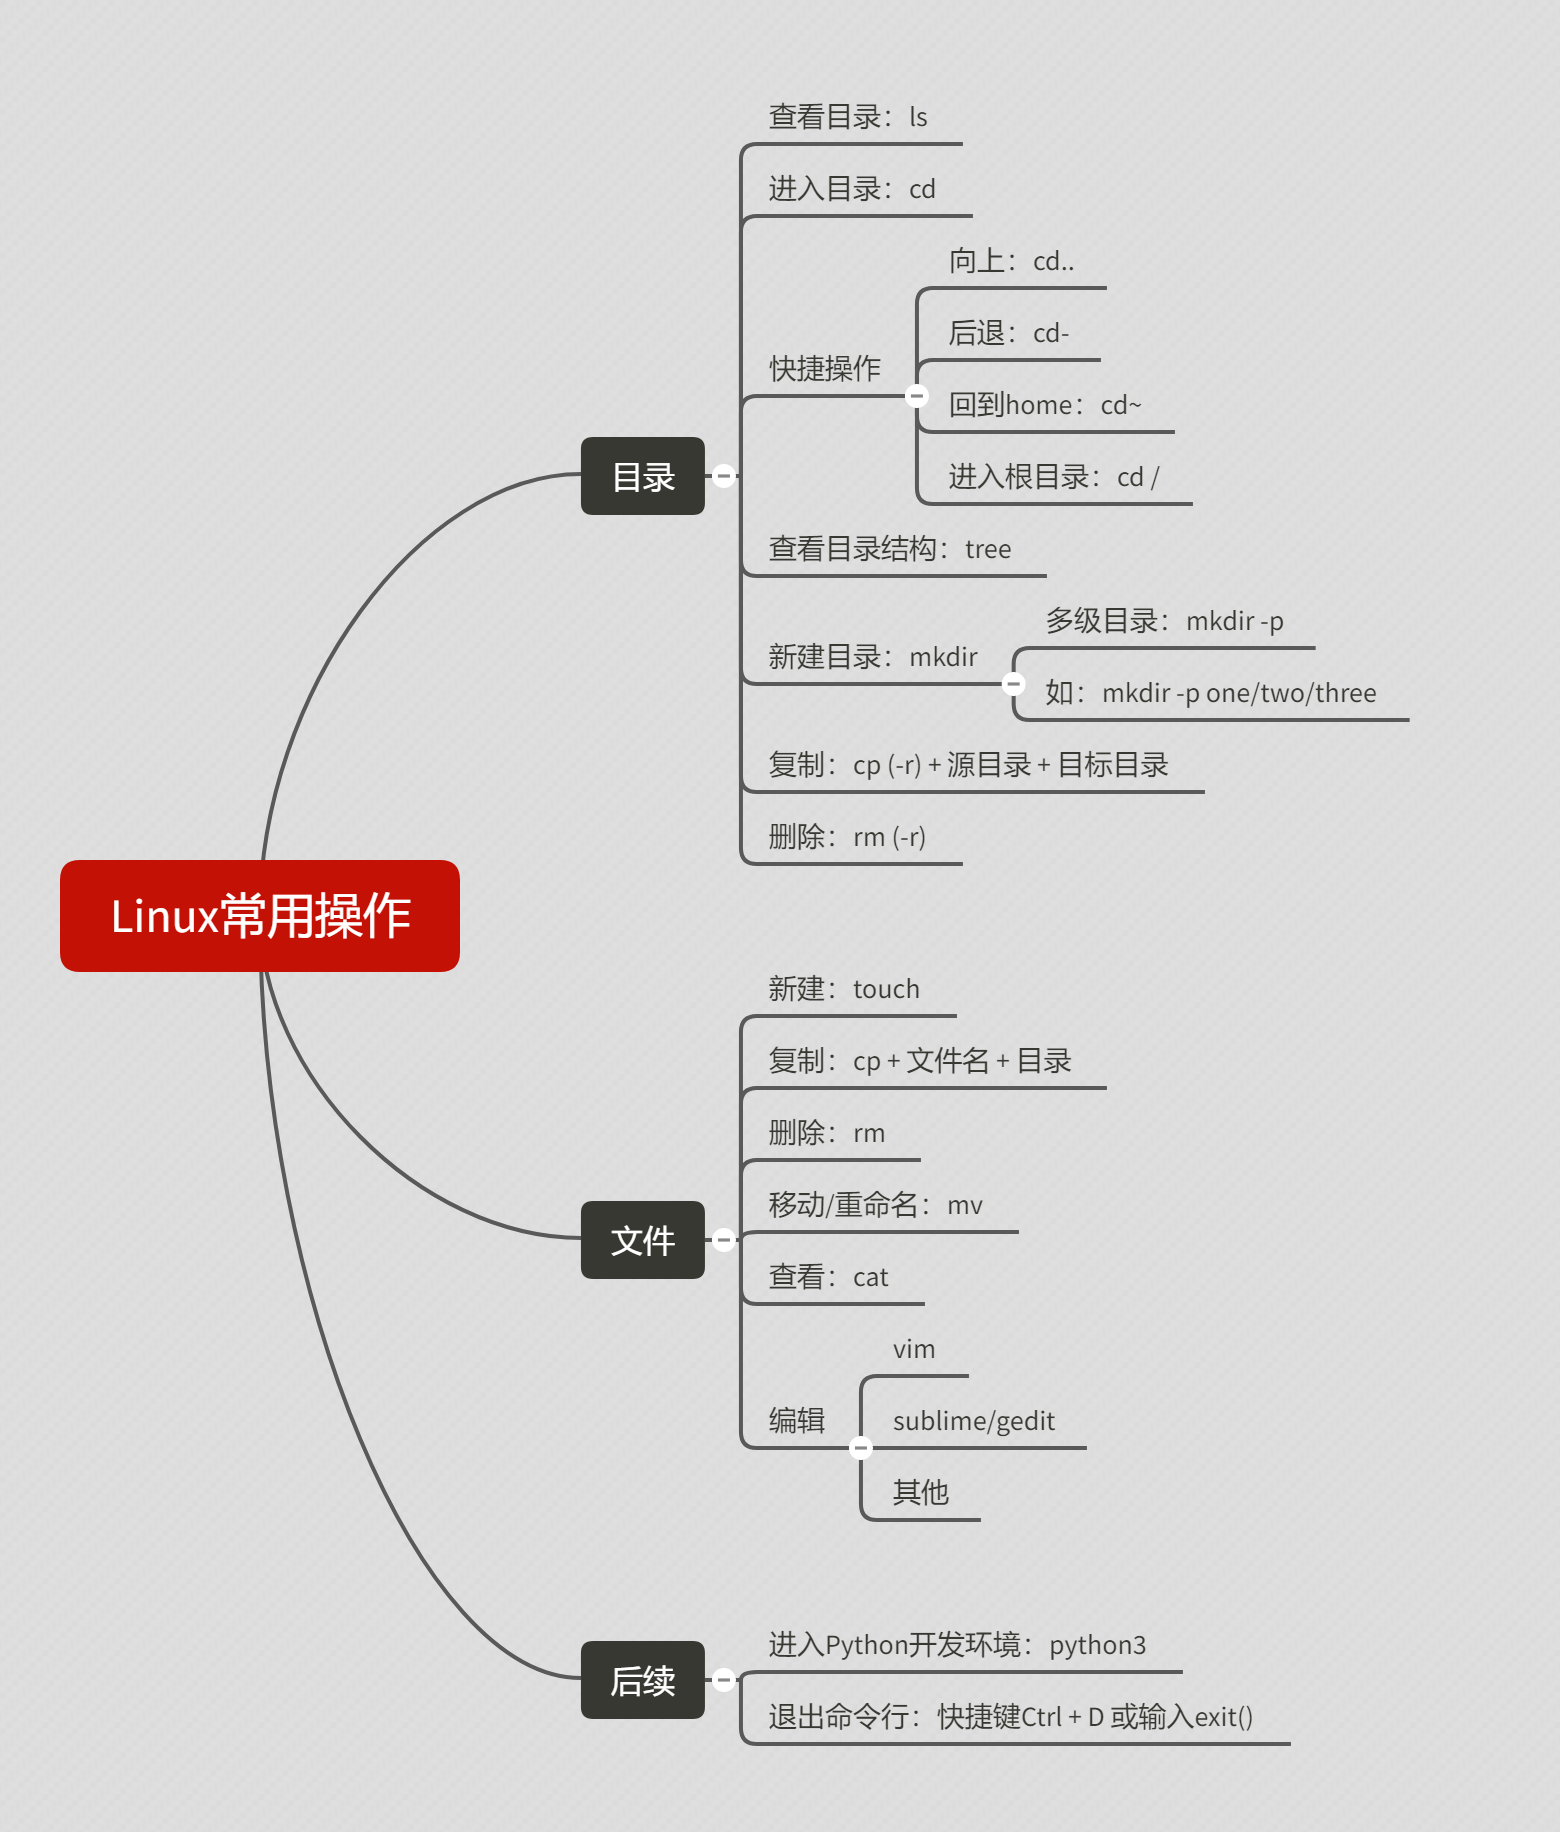 Linux常用操作
目录
查看目录：ls
进入目录：cd
快捷操作
向上：cd..
后退：cd-
回到home：cd~
进入根目录：cd /
查看目录结构：tree
新建目录：mkdir
多级目录：mkdir -p
如：mkdir -p one/two/three
复制：cp (-r) + 源目录 + 目标目录
删除：rm (-r)
文件
新建：touch
复制：cp + 文件名 + 目录
删除：rm
移动/重命名：mv
查看：cat
编辑
vim
sublime/gedit
其他
后续
进入Python开发环境：python3
退出命令行：快捷键Ctrl + D 或输入exit()